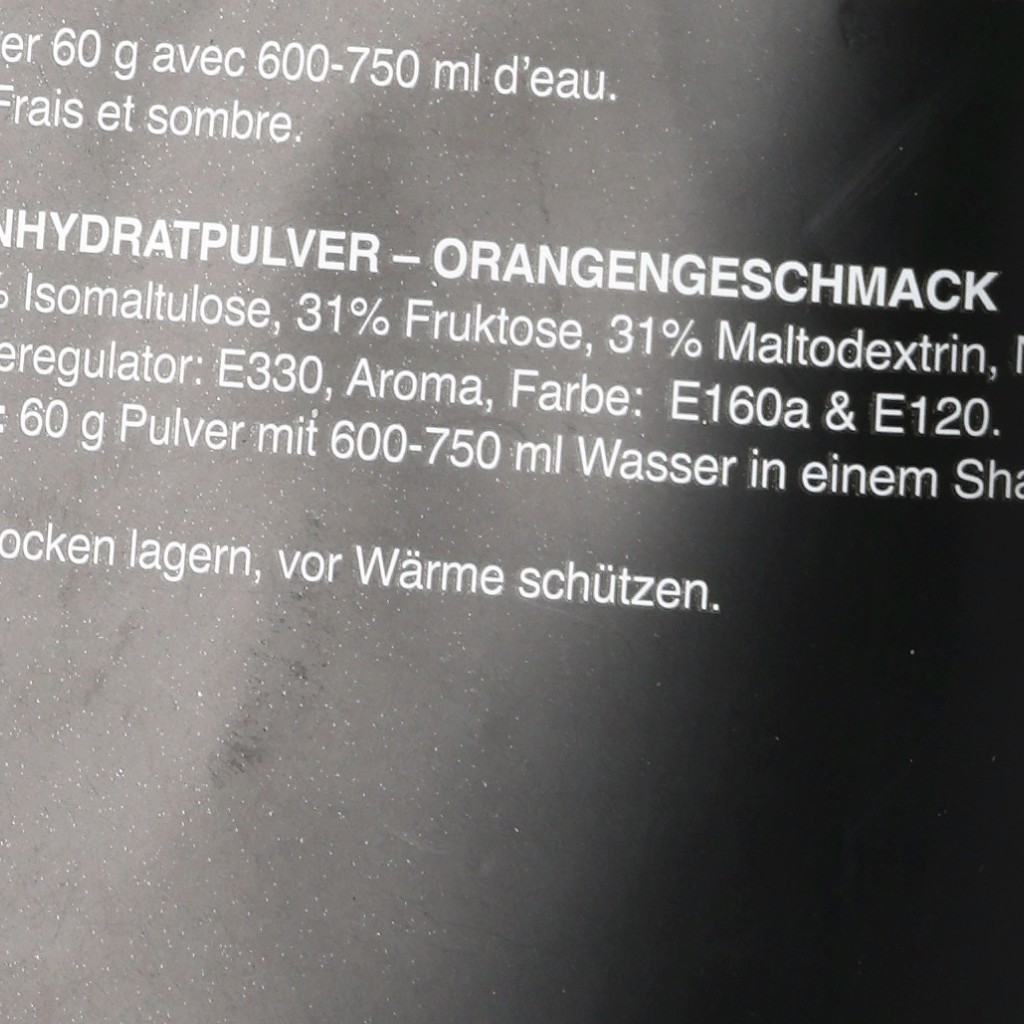 er 60 g avec 600-750 ml d’eau.
Frais et sombre.
NHYDRATPULVER – ORANGENGESCHMACK
% Isomaltulose, 31% Fruktose, 31% Maltodextrin,
eregulator: E330, Aroma, Farbe: E160a & E120.
: 60 g Pulver mit 600-750 ml Wasser in einem Sha
ocken lagern, vor Wärme schützen.